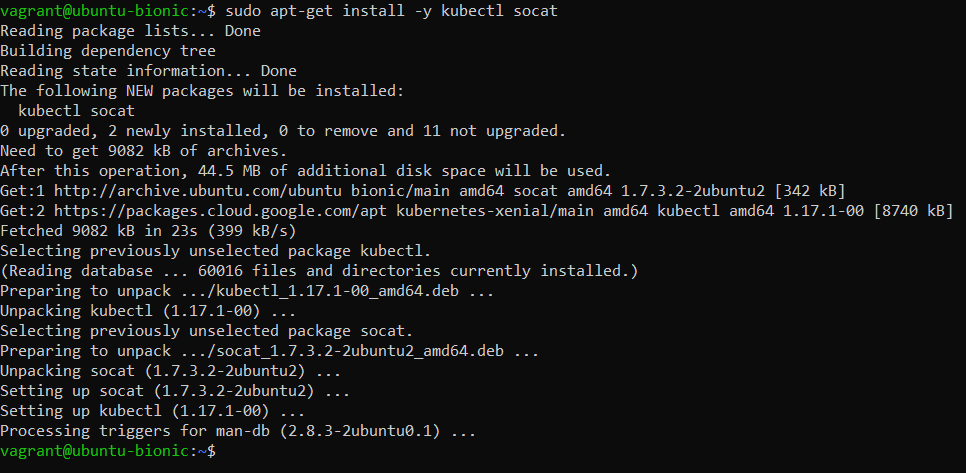 vagrant@ubuntu-bionic:~$ sudo apt-get install -y kubectl socat
Reading package lists... Done
Building dependency tree
Reading state information... Done
The following NEW packages will be installed:
  kubectl socat
0 upgraded, 2 newly installed, 0 to remove and 11 not upgraded.
Need to get 9082 kB of archives.
After this operation, 44.5 MB of additional disk space will be used.
Get:1 http://archive.ubuntu.com/ubuntu bionic/main amd64 socat amd64 1.7.3.2-2ubuntu2 [342 kB]
Get:2 https://packages.cloud.google.com/apt kubernetes-xenial/main amd64 kubectl amd64 1.17.1-00 [8740 kB]
Fetched 9082 kB in 23s (399 kB/s)
Selecting previously unselected package kubectl.
(Reading database ... 60016 files and directories currently installed.)
Preparing to unpack .../kubectl_1.17.1-00_amd64.deb ...
Unpacking kubectl (1.17.1-00) ...
Selecting previously unselected package socat.
Preparing to unpack .../socat_1.7.3.2-2ubuntu2_amd64.deb ...
Unpacking socat (1.7.3.2-2ubuntu2) ...
Setting up socat (1.7.3.2-2ubuntu2) ...
Setting up kubectl (1.17.1-00) ...
Processing triggers for man-db (2.8.3-2ubuntu0.1) ...
vagrant@ubuntu-bionic:~$